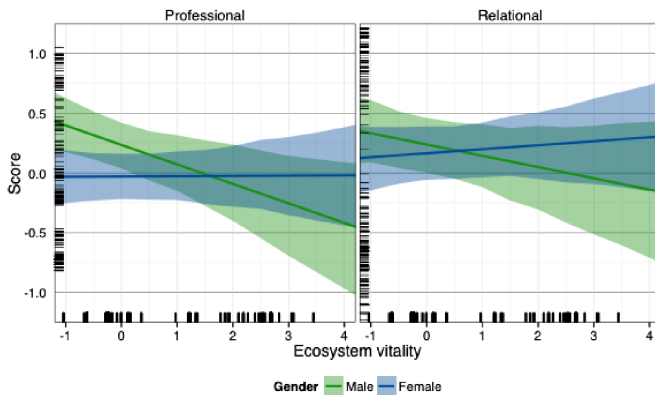 Professional
Relational
1.0
0.5
0.0
-0.5
-1.0
Score
-1 0 1 2 3 4
-1 0 1 2 3 4
Ecosystem vitality
Gender Male Female